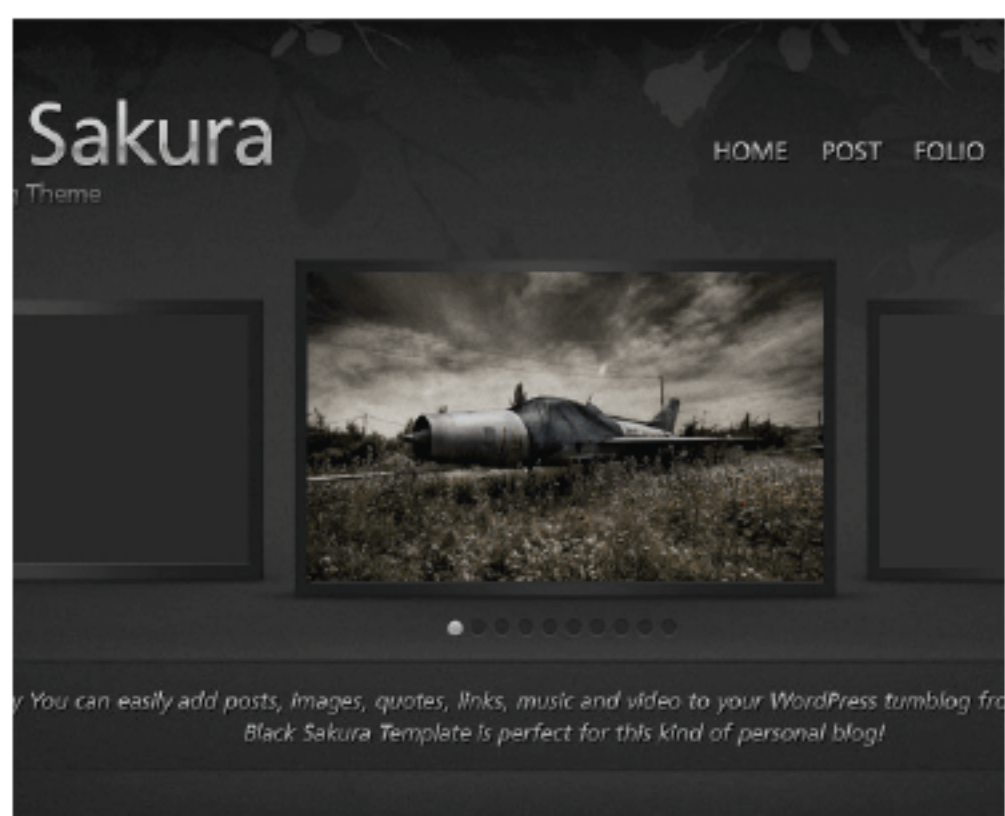 Sakura
HOME POST FOLIO
Theme
You can easily add posts, images, quotes, links, music and video to your WordPress tumblog
Black Sakura Template is perfect for this kind of personal blog!